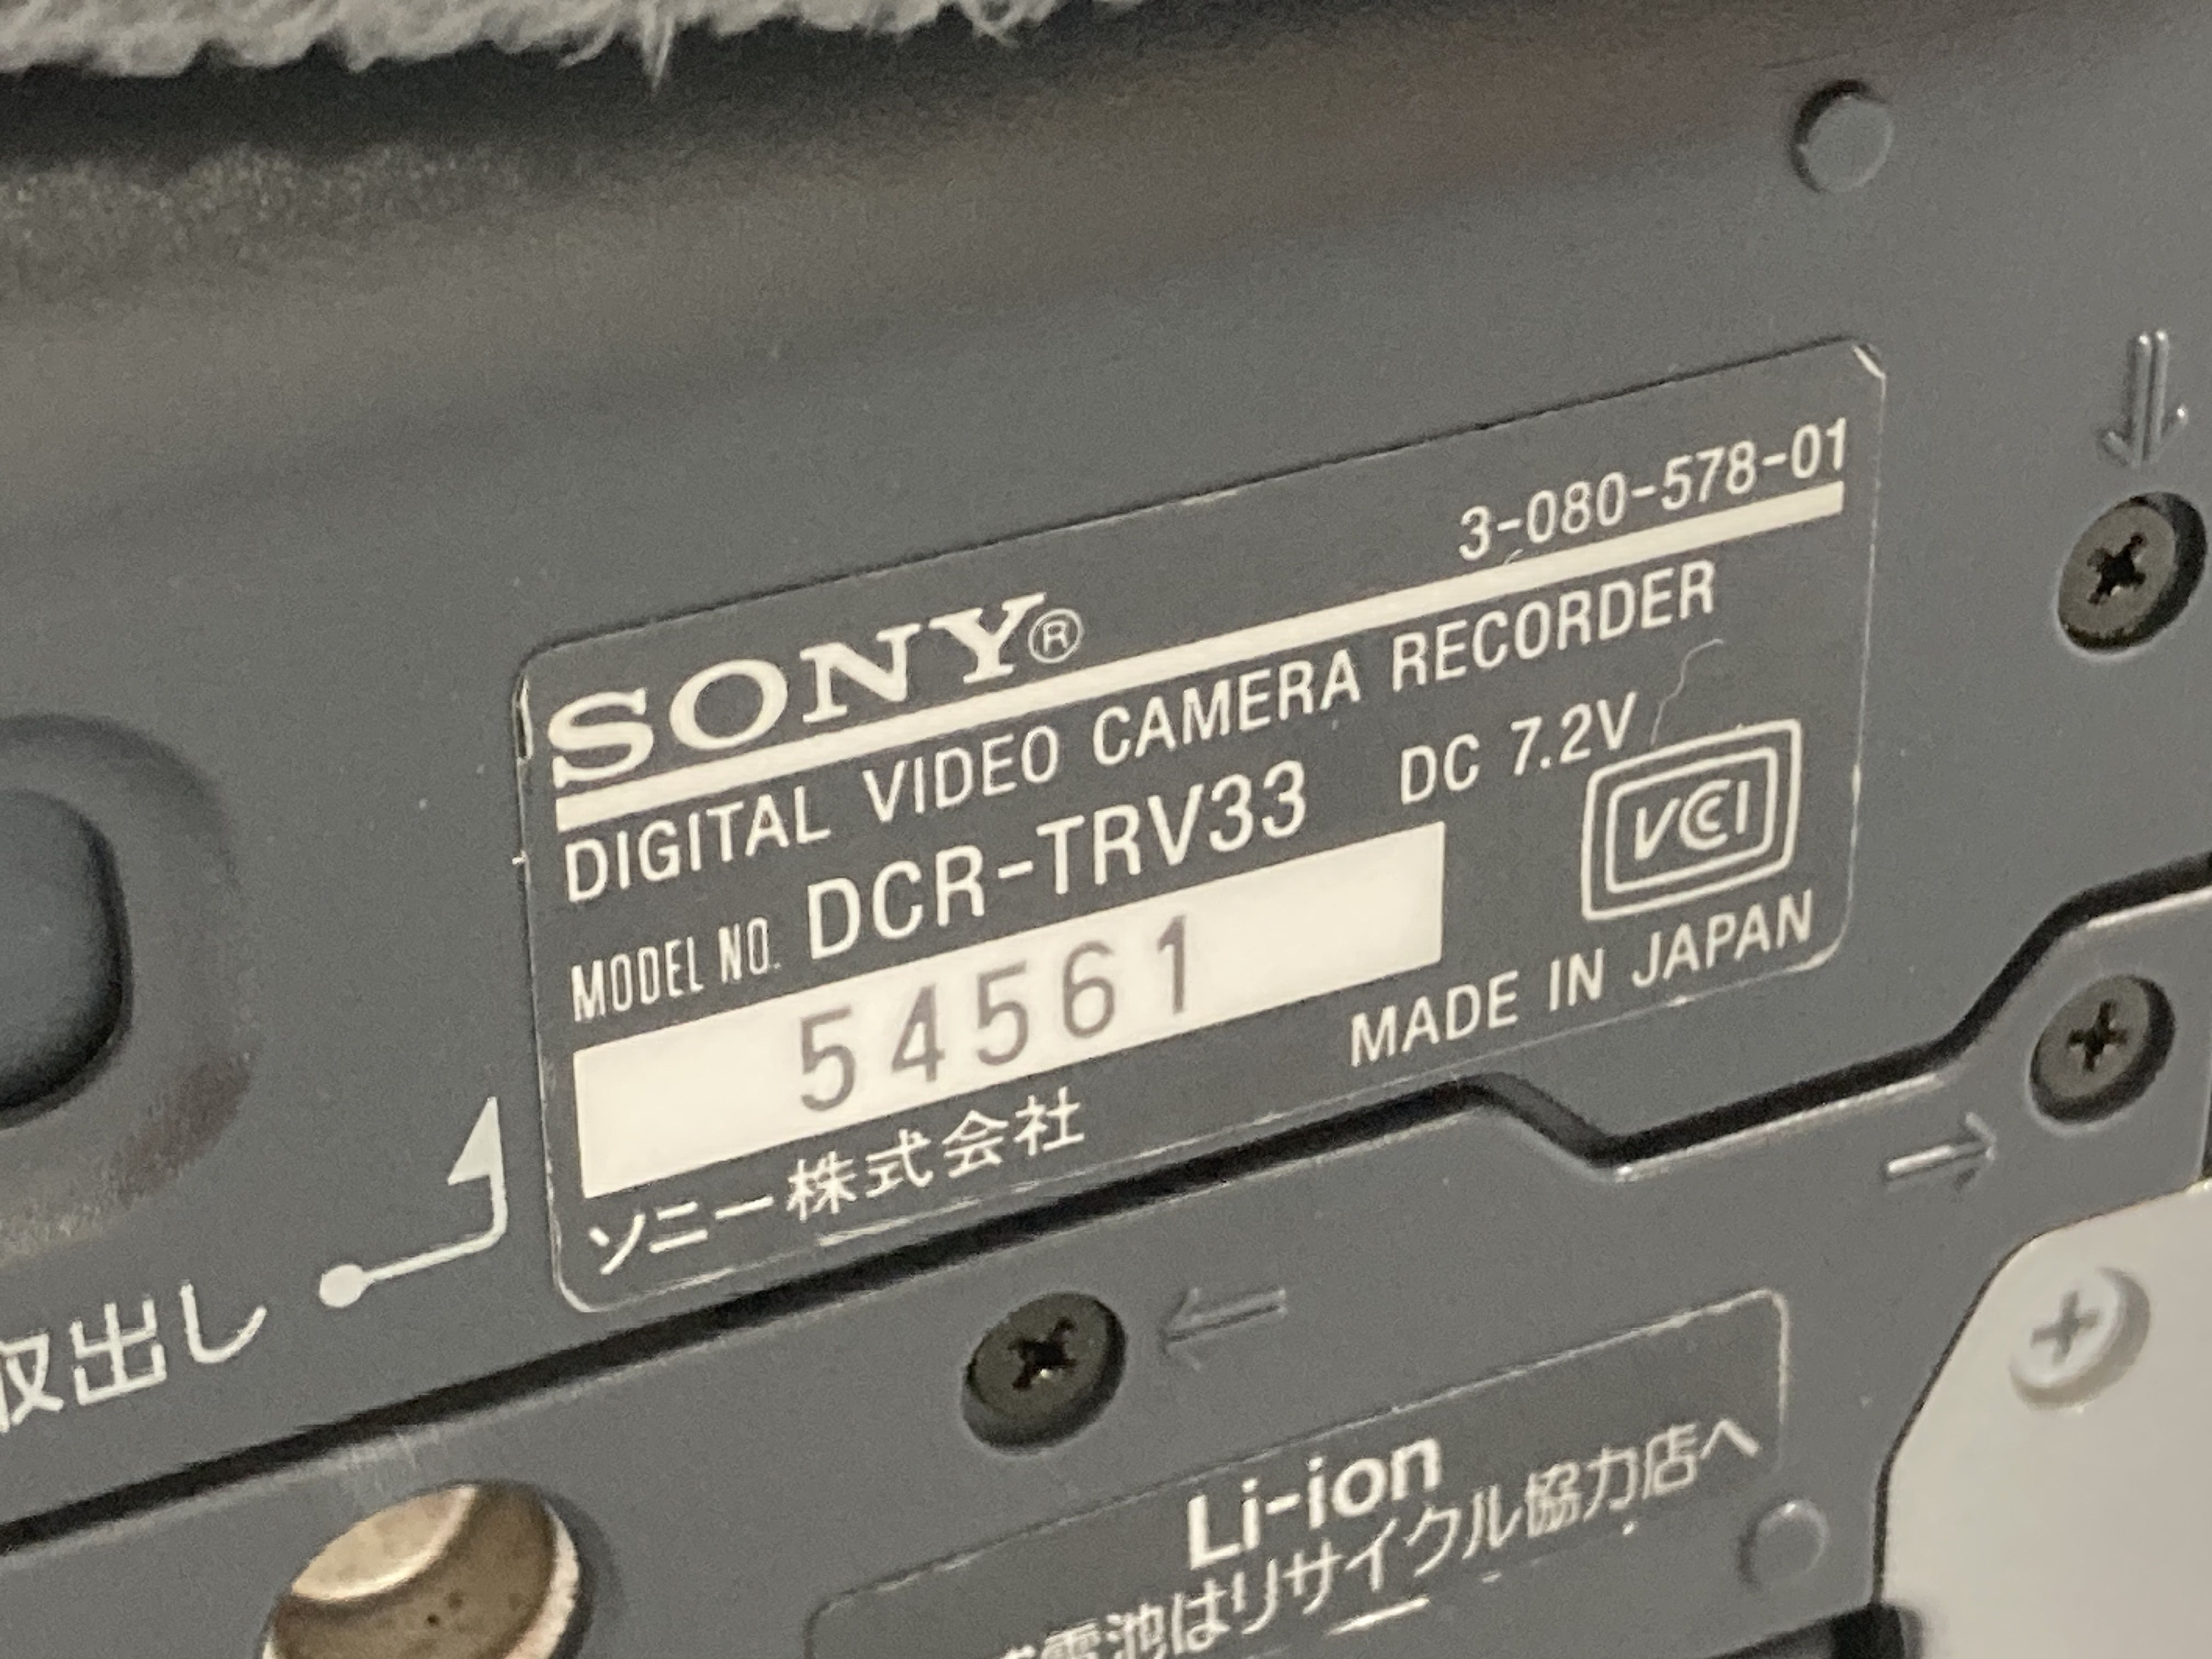 3-080-578-01
SONY®
DIGITAL VIDEO CAMERA RECORDER
MODEL NO. DCR-TRV33 DC 7.2V
VCCI
54561
MADE IN JAPAN
ソニー株式会社
取出し
Li-ion
電池はリサイクル協力店へ